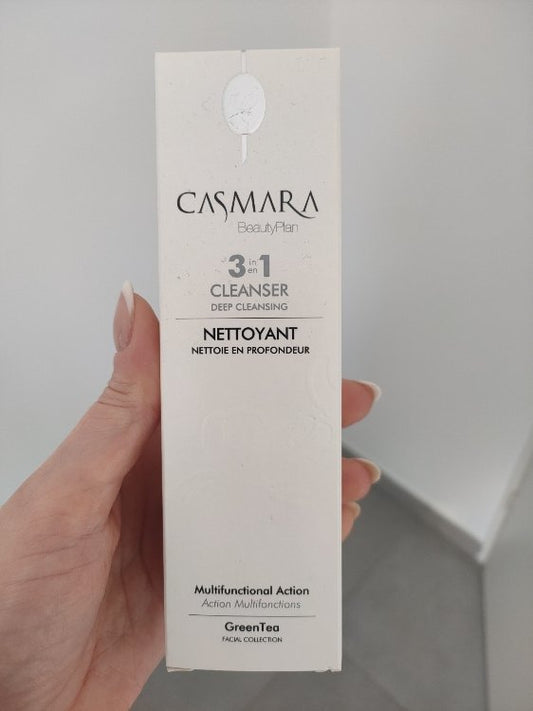 CASMARA
BeautyPlan
3 in en 1
CLEANSER
DEEP CLEANSING
NETTOYANT
NETTOIE EN PROFONDEUR
Multifunctional Action
Action Multifonctions
GreenTea
FACIAL COLLECTION